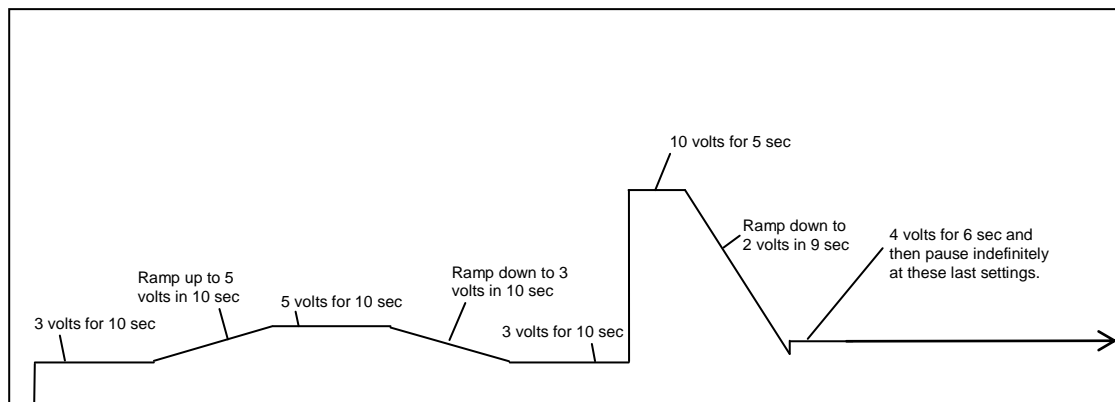 3 volts for 10 sec
Ramp up to 5
volts in 10 sec
5 volts for 10 sec
Ramp down to 3
volts in 10 sec
3 volts for 10 sec
10 volts for 5 sec
Ramp down to
2 volts in 9 sec
4 volts for 6 sec and
then pause indefinitely
at these last settings.